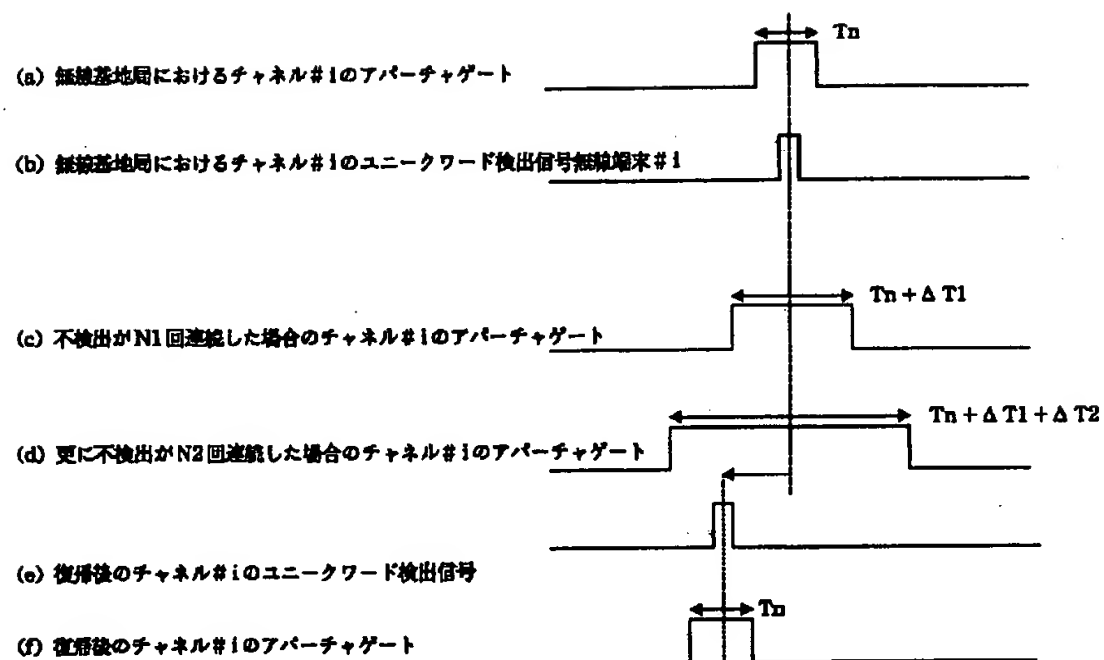 Tn
(a) 無線基地局におけるチャネル#iのアパーチャゲート
(b) 無線基地局におけるチャネル#iのユニークワード検出信号無線端末#i
Tn+ΔT1
(c) 不検出がN1回連続した場合のチャネル#iのアパーチャゲート
Tn+ΔT1+ΔT2
(d) 更に不検出がN2回連続した場合のチャネル#iのアパーチャゲート
(e) 復帰後のチャネル#iのユニークワード検出信号
Tn
(f) 復帰後のチャネル#iのアパーチャゲート